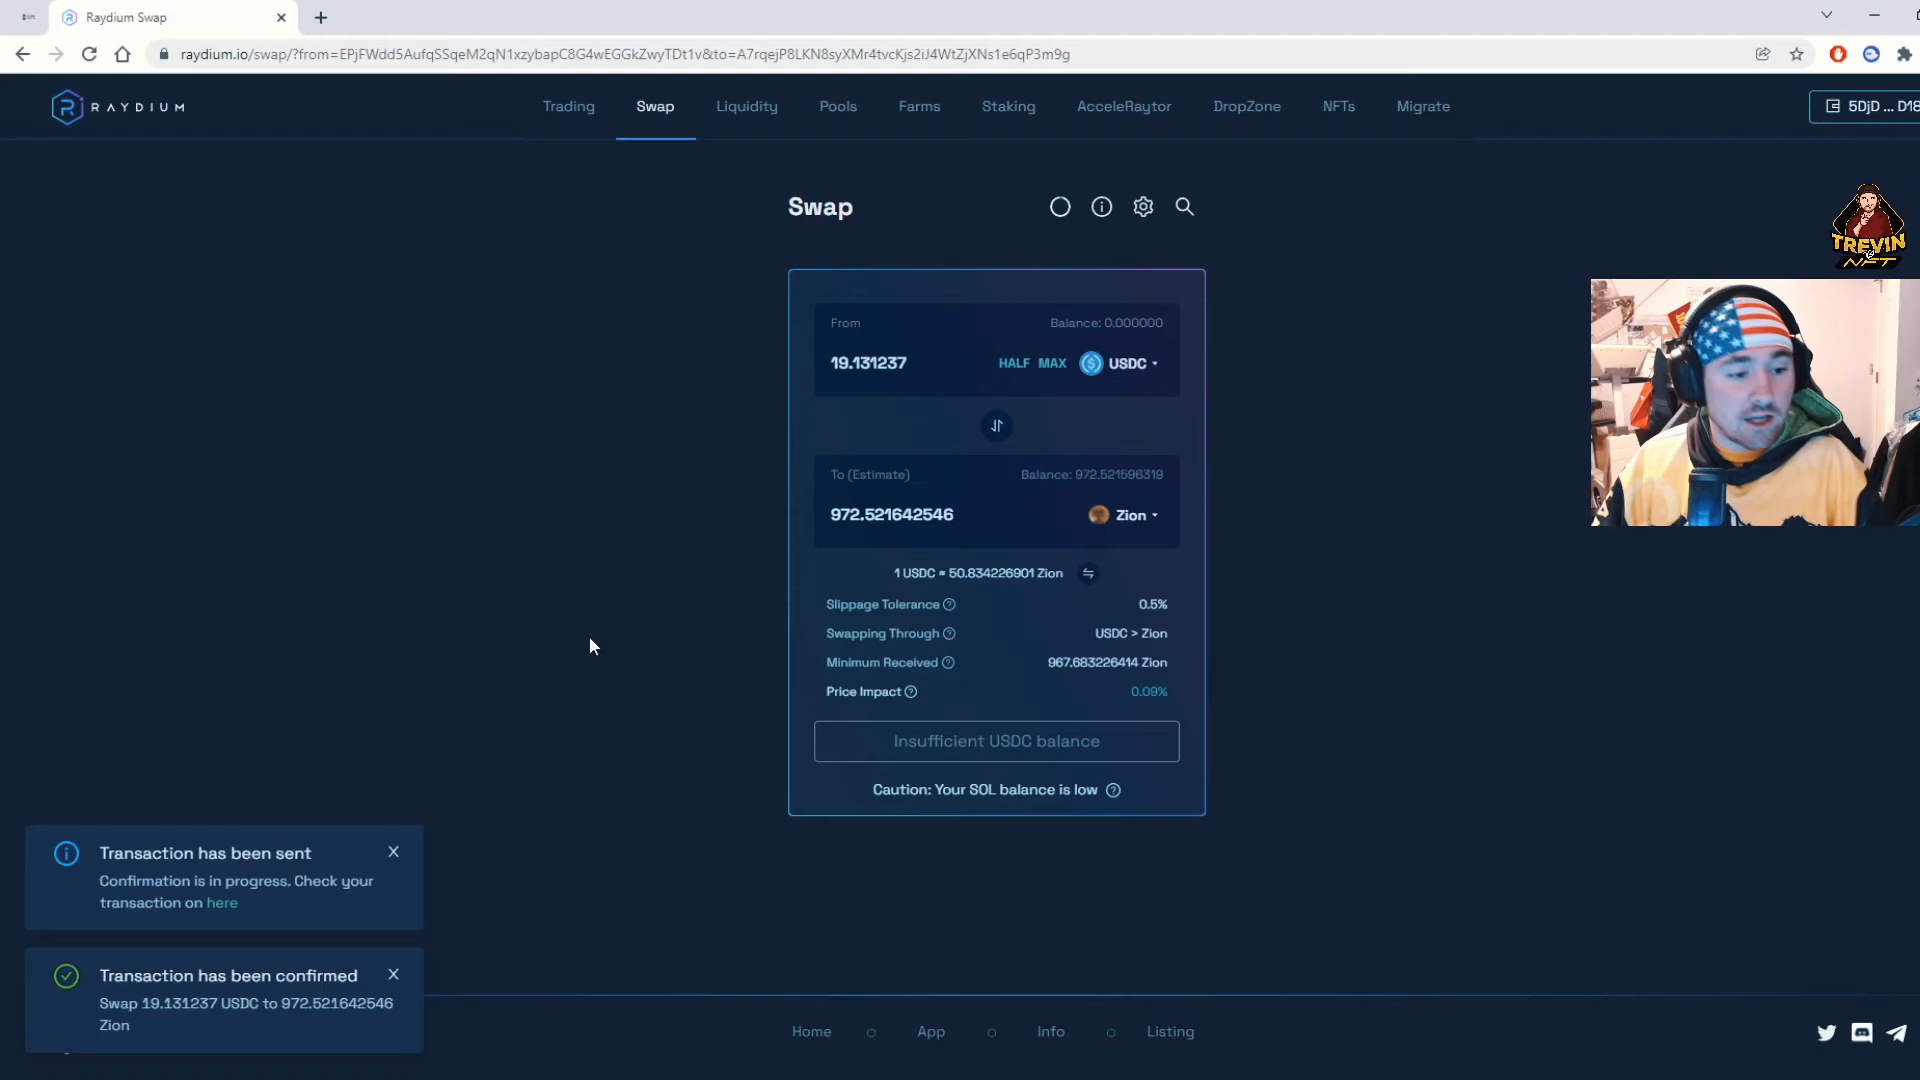 Raydium Swap
raydium.io/swap/?from=EPjFWdd5AufqSSqeM2qN1xzybapC8G4wEGGkZwyTDt1v&to=A7rqejP8LKN8syXMr4tvcKjs2iJ4WtZjXNs1e6qP3m9g
RAYDIUM
Trading Swap Liquidity Pools Farms Staking AcceleRaytor DropZone NFTs Migrate
5DjD ... D18
Swap
TREVIN
NFT
From Balance: 0.000000
19.131237 HALF MAX USDC
To (Estimate) Balance: 972.521596319
972.521642546 Zion
1 USDC ≈ 50.834226901 Zion
Slippage Tolerance 0.5%
Swapping Through USDC > Zion
Minimum Received 967.683226414 Zion
Price Impact 0.09%
Insufficient USDC balance
Caution: Your SOL balance is low
Transaction has been sent
Confirmation is in progress. Check your
transaction on here
Transaction has been confirmed
Swap 19.131237 USDC to 972.521642546
Zion
Home App Info Listing